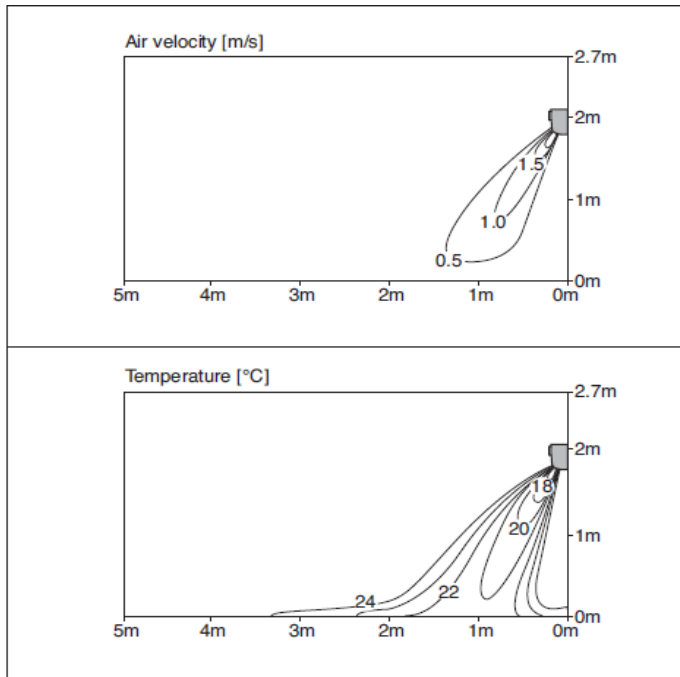 Air velocity [m/s]
2.7m
2m
1.5
1m
1.0
0.5
0m
5m 4m 3m 2m 1m 0m
Temperature [°C]
2.7m
2m
18
20
1m
22
24
0m
5m 4m 3m 2m 1m 0m